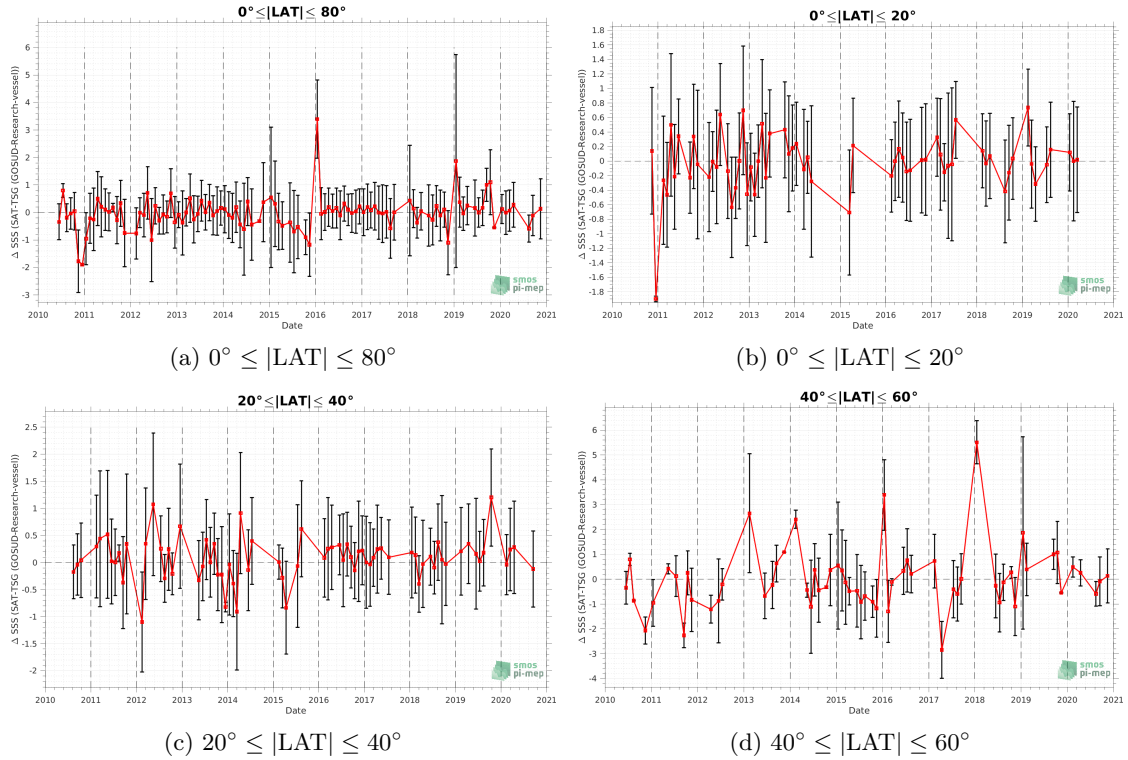 0°≤|LAT|≤ 80°
Δ SSS (SAT-TSG (GOSUD-Research-vessel))
6
5
4
3
2
1
0
-1
-2
-3
2010 2011 2012 2013 2014 2015 2016 2017 2018 2019 2020 2021
Date
smos
pi-mep
(a) 0° ≤ |LAT| ≤ 80°
0°≤|LAT|≤ 20°
Δ SSS (SAT-TSG (GOSUD-Research-vessel))
1.8
1.6
1.4
1.2
1
0.8
0.6
0.4
0.2
0
-0.2
-0.4
-0.6
-0.8
-1
-1.2
-1.4
-1.6
-1.8
2010 2011 2012 2013 2014 2015 2016 2017 2018 2019 2020 2021
Date
smos
pi-mep
(b) 0° ≤ |LAT| ≤ 20°
20°≤|LAT|≤ 40°
Δ SSS (SAT-TSG (GOSUD-Research-vessel))
2.5
2
1.5
1
0.5
0
-0.5
-1
-1.5
-2
2010 2011 2012 2013 2014 2015 2016 2017 2018 2019 2020 2021
Date
smos
pi-mep
(c) 20° ≤ |LAT| ≤ 40°
40°≤|LAT|≤ 60°
Δ SSS (SAT-TSG (GOSUD-Research-vessel))
6
5
4
3
2
1
0
-1
-2
-3
-4
2010 2011 2012 2013 2014 2015 2016 2017 2018 2019 2020 2021
Date
smos
pi-mep
(d) 40° ≤ |LAT| ≤ 60°